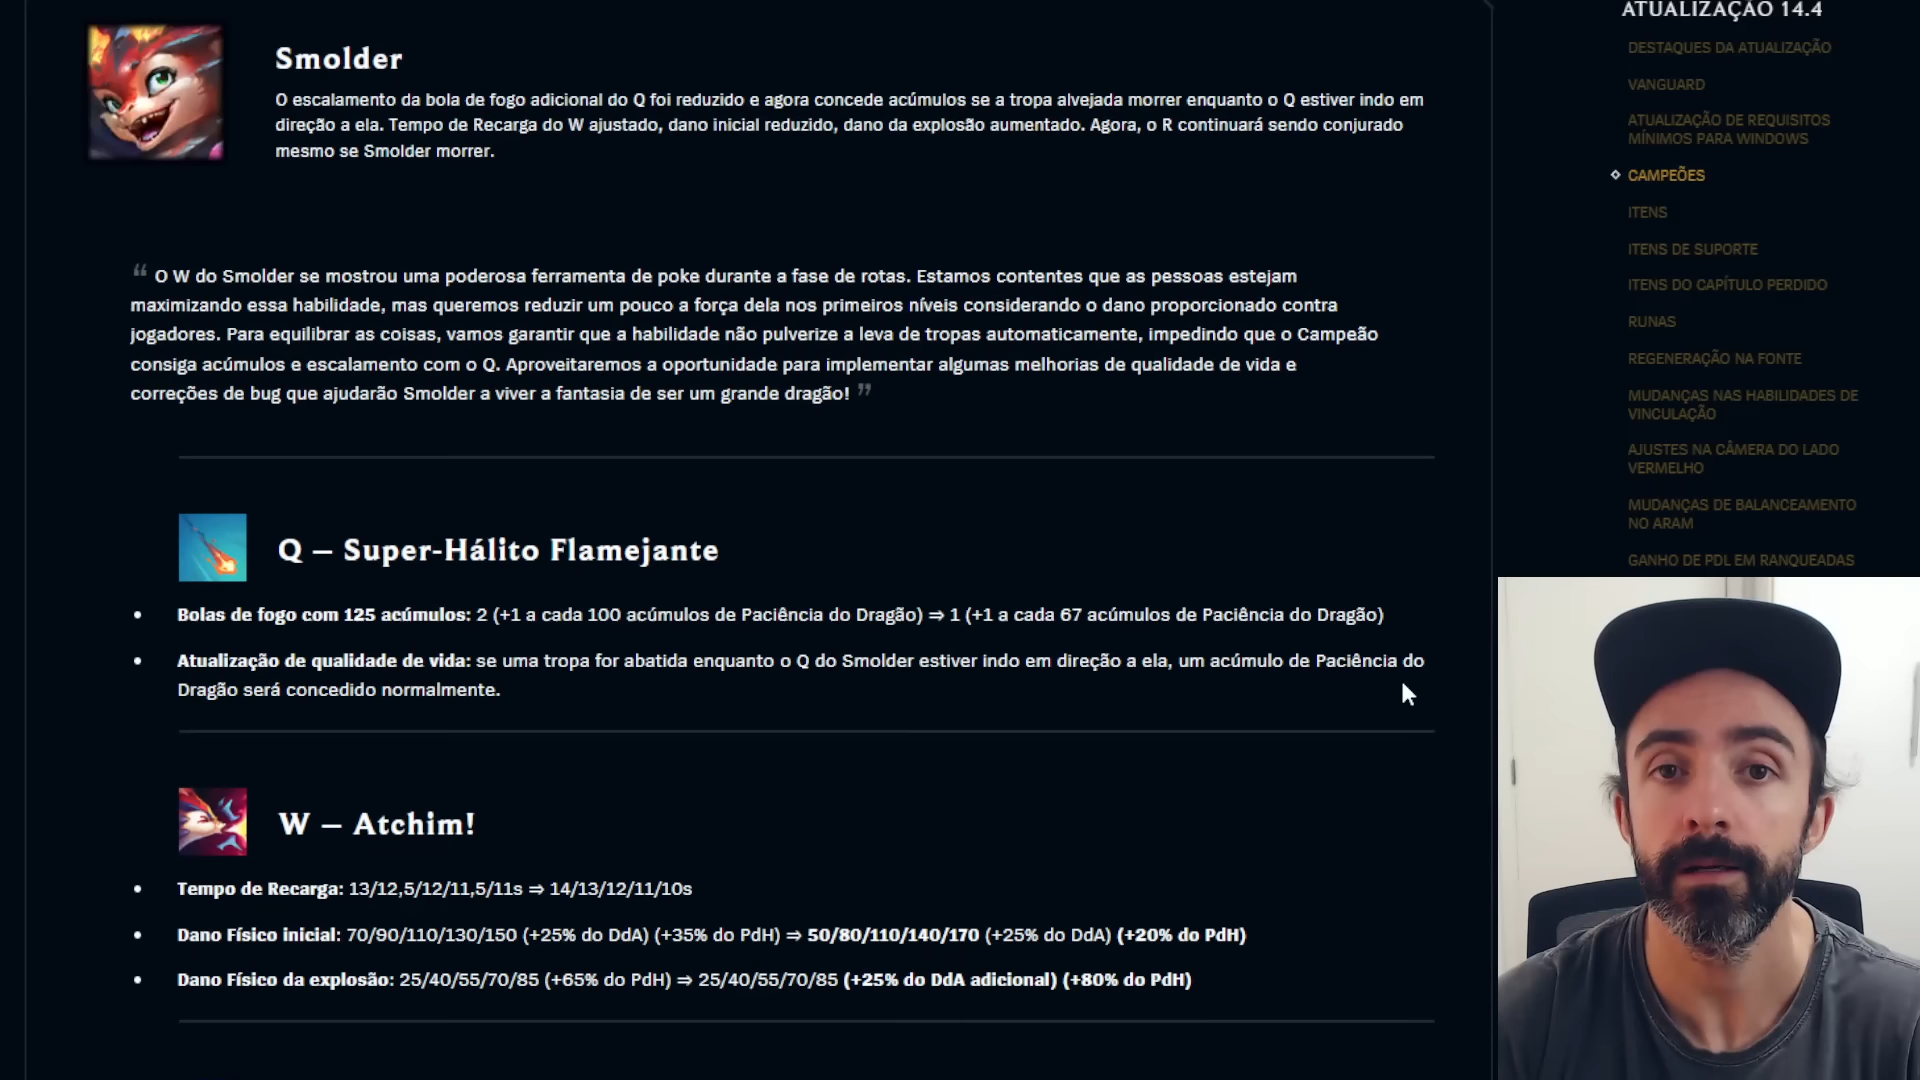 Smolder
O escalamento da bola de fogo adicional do Q foi reduzido e agora concede acúmulos se a tropa alvejada morrer enquanto o Q estiver indo em
direção a ela. Tempo de Recarga do W ajustado, dano inicial reduzido, dano da explosão aumentado. Agora, o R continuará sendo conjurado
mesmo se Smolder morrer.
“ O W do Smolder se mostrou uma poderosa ferramenta de poke durante a fase de rotas. Estamos contentes que as pessoas estejam
maximizando essa habilidade, mas queremos reduzir um pouco a força dela nos primeiros níveis considerando o dano proporcionado contra
jogadores. Para equilibrar as coisas, vamos garantir que a habilidade não pulverize a leva de tropas automaticamente, impedindo que o Campeão
consiga acúmulos e escalamento com o Q. Aproveitaremos a oportunidade para implementar algumas melhorias de qualidade de vida e
correções de bug que ajudarão Smolder a viver a fantasia de ser um grande dragão! ”
Q – Super-Hálito Flamejante
• Bolas de fogo com 125 acúmulos: 2 (+1 a cada 100 acúmulos de Paciência do Dragão) ⇒ 1 (+1 a cada 67 acúmulos de Paciência do Dragão)
• Atualização de qualidade de vida: se uma tropa for abatida enquanto o Q do Smolder estiver indo em direção a ela, um acúmulo de Paciência do
Dragão será concedido normalmente.
W – Atchim!
• Tempo de Recarga: 13/12,5/12/11,5/11s ⇒ 14/13/12/11/10s
• Dano Físico inicial: 70/90/110/130/150 (+25% do DdA) (+35% do PdH) ⇒ 50/80/110/140/170 (+25% do DdA) (+20% do PdH)
• Dano Físico da explosão: 25/40/55/70/85 (+65% do PdH) ⇒ 25/40/55/70/85 (+25% do DdA adicional) (+80% do PdH)
ATUALIZAÇÃO 14.4
DESTAQUES DA ATUALIZAÇÃO
VANGUARD
ATUALIZAÇÃO DE REQUISITOS
MÍNIMOS PARA WINDOWS
CAMPEÕES
ITENS
ITENS DE SUPORTE
ITENS DO CAPÍTULO PERDIDO
RUNAS
REGENERAÇÃO NA FONTE
MUDANÇAS NAS HABILIDADES DE
VINCULAÇÃO
AJUSTES NA CÂMERA DO LADO
VERMELHO
MUDANÇAS DE BALANCEAMENTO
NO ARAM
GANHO DE PDL EM RANQUEADAS